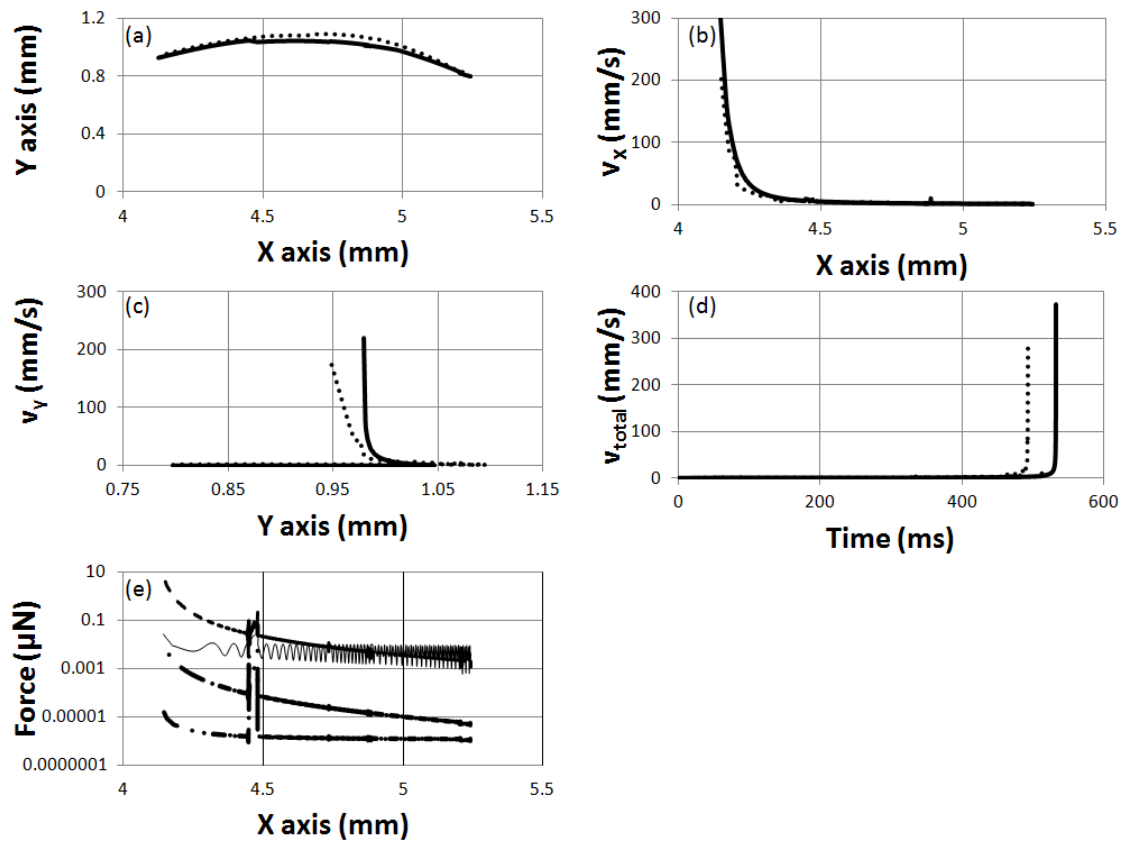 (a)
1.2
0.8
0.4
0
Y axis (mm)
4 4.5 5 5.5
X axis (mm)
(b)
300
200
100
0
vX (mm/s)
4 4.5 5 5.5
X axis (mm)
(c)
300
200
100
0
vY (mm/s)
0.75 0.85 0.95 1.05 1.15
Y axis (mm)
(d)
400
300
200
100
0
vtotal (mm/s)
0 200 400 600
Time (ms)
(e)
10
0.1
0.001
0.00001
0.0000001
Force (μN)
4 4.5 5 5.5
X axis (mm)